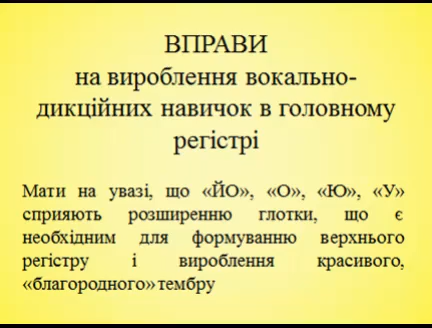 ВПРАВИ
на вироблення вокально-
дикційних навичок в головному
регістрі
Мати на увазі, що «ЙО», «О», «Ю», «У»
сприяють розширенню глотки, що є
необхідним для формуванню верхнього
регістру і вироблення красивого,
«благородного» тембру